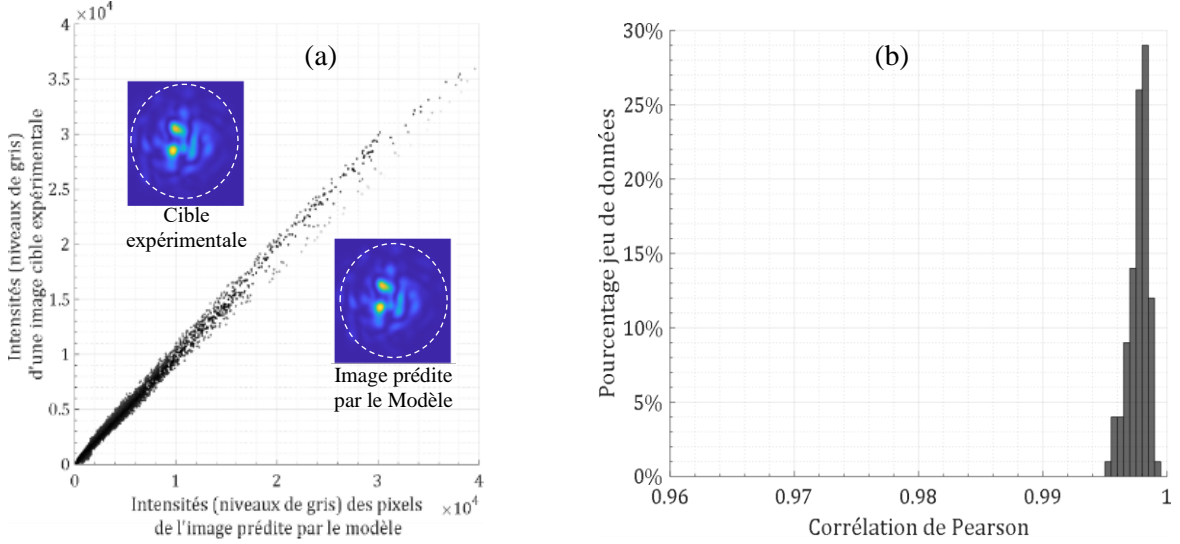 ×10⁴
(a)
4
3.5
3
2.5
2
1.5
1
0.5
0
Intensités (niveaux de gris)
d'une image cible expérimentale
Cible
expérimentale
Image prédite
par le Modèle
0
1
2
3
4
×10⁴
Intensités (niveaux de gris) des pixels
de l'image prédite par le modèle
(b)
30%
25%
20%
15%
10%
5%
0%
Pourcentage jeu de données
0.96
0.97
0.98
0.99
1
Corrélation de Pearson